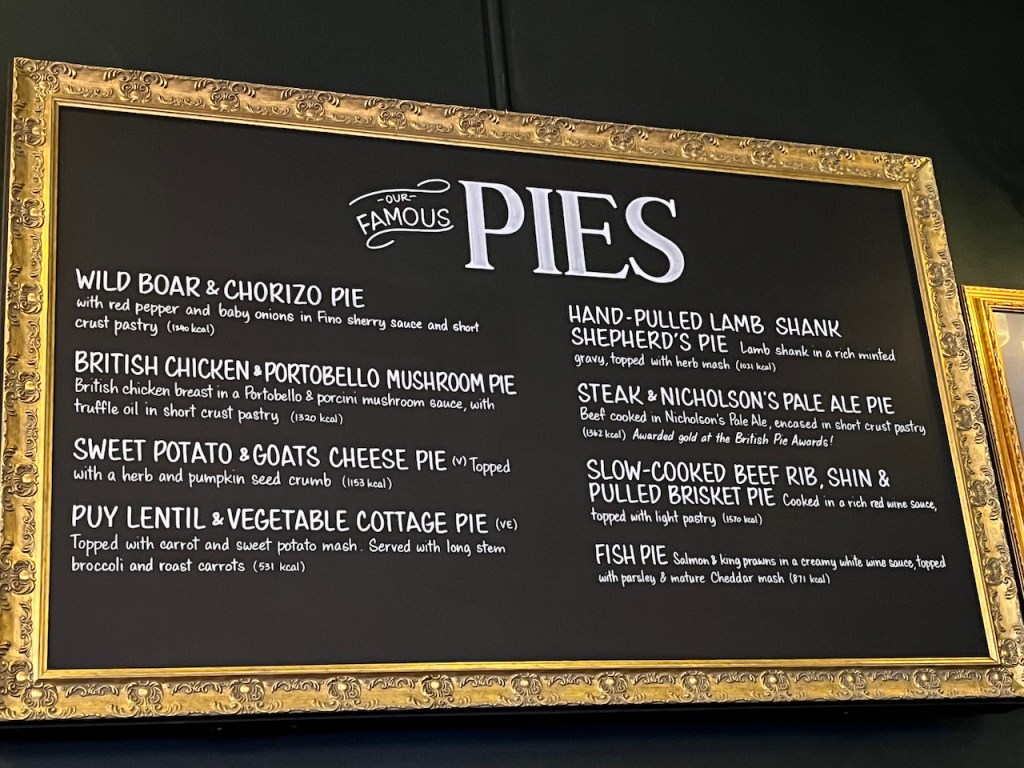 OUR
FAMOUS PIES
WILD BOAR & CHORIZO PIE
with red pepper and baby onions in Fino sherry sauce and short
crust pastry
BRITISH CHICKEN & PORTOBELLO MUSHROOM PIE
British chicken breast in a Portobello & porcini mushroom sauce, with
truffle oil in short crust pastry (1320 kcal)
SWEET POTATO & GOATS CHEESE PIE (V) Topped
with a herb and pumpkin seed crumb (1153 kcal)
PUY LENTIL & VEGETABLE COTTAGE PIE (VE)
Topped with carrot and sweet potato mash. Served with long stem
broccoli and roast carrots (531 kcal)
HAND-PULLED LAMB SHANK
SHEPHERD'S PIE Lamb shank in a rich minted
gravy, topped with herb mash (1031 kcal)
STEAK & NICHOLSON'S PALE ALE PIE
Beef cooked in Nicholson's Pale Ale, encased in short crust pastry
(1362 kcal) Awarded gold at the British Pie Awards!
SLOW-COOKED BEEF RIB, SHIN &
PULLED BRISKET PIE Cooked in a rich red wine sauce,
topped with light pastry (1570 kcal)
FISH PIE Salmon & king prawns in a creamy white wine sauce, topped
with parsley & mature Cheddar mash (871 kcal)